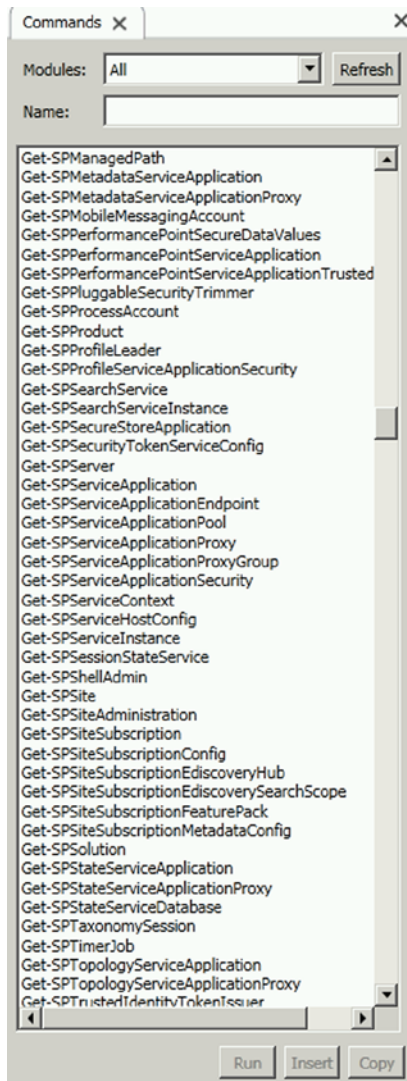 Commands
Modules: All Refresh
Name:
Get-SPManagedPath
Get-SPMetadataServiceApplication
Get-SPMetadataServiceApplicationProxy
Get-SPMobileMessagingAccount
Get-SPPerformancePointSecureDataValues
Get-SPPerformancePointServiceApplication
Get-SPPerformancePointServiceApplicationTrusted
Get-SPPluggableSecurityTrimmer
Get-SPProcessAccount
Get-SPProduct
Get-SPProfileLeader
Get-SPProfileServiceApplicationSecurity
Get-SPSearchService
Get-SPSearchServiceInstance
Get-SPSecureStoreApplication
Get-SPSecurityTokenServiceConfig
Get-SPServer
Get-SPServiceApplication
Get-SPServiceApplicationEndpoint
Get-SPServiceApplicationPool
Get-SPServiceApplicationProxy
Get-SPServiceApplicationProxyGroup
Get-SPServiceApplicationSecurity
Get-SPServiceContext
Get-SPServiceHostConfig
Get-SPServiceInstance
Get-SPSessionStateService
Get-SPShellAdmin
Get-SPSite
Get-SPSiteAdministration
Get-SPSiteSubscription
Get-SPSiteSubscriptionConfig
Get-SPSiteSubscriptionEdiscoveryHub
Get-SPSiteSubscriptionEdiscoverySearchScope
Get-SPSiteSubscriptionFeaturePack
Get-SPSiteSubscriptionMetadataConfig
Get-SPSolution
Get-SPStateServiceApplication
Get-SPStateServiceApplicationProxy
Get-SPStateServiceDatabase
Get-SPTaxonomySession
Get-SPTimerJob
Get-SPTopologyServiceApplication
Get-SPTopologyServiceApplicationProxy
Get-SPTrustedIdentityTokenIssuer
Run Insert Copy